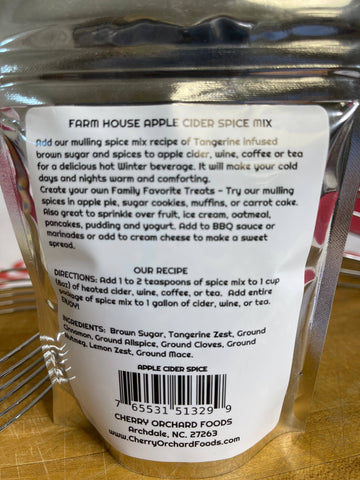 FARM HOUSE APPLE CIDER SPICE MIX
Add our mulling spice mix recipe of Tangerine infused
brown sugar and spices to apple cider, wine, coffee or tea
for a delicious hot Winter beverage. It will make your cold
days and nights warm and comforting.
Create your own Family Favorite Treats - Try our mulling
spices in apple pie, sugar cookies, muffins, or carrot cake.
Also great to sprinkle over fruit, ice cream, oatmeal,
pancakes, pudding and yogurt. Add to BBQ sauce or
marinades or add to cream cheese to make a sweet
spread.
OUR RECIPE
DIRECTIONS: Add 1 to 2 teaspoons of spice mix to 1 cup
(8oz) of heated cider, wine, coffee, or tea. Add entire
package of spice mix to 1 gallon of cider, wine, or tea.
ENJOY!
INGREDIENTS: Brown Sugar, Tangerine Zest, Ground
Cinnamon, Ground Allspice, Ground Cloves, Ground
Nutmeg, Lemon Zest, Ground Mace.
APPLE CIDER SPICE
7 65531 51329 9
CHERRY ORCHARD FOODS
Archdale, NC. 27263
www.CherryOrchardFoods.com